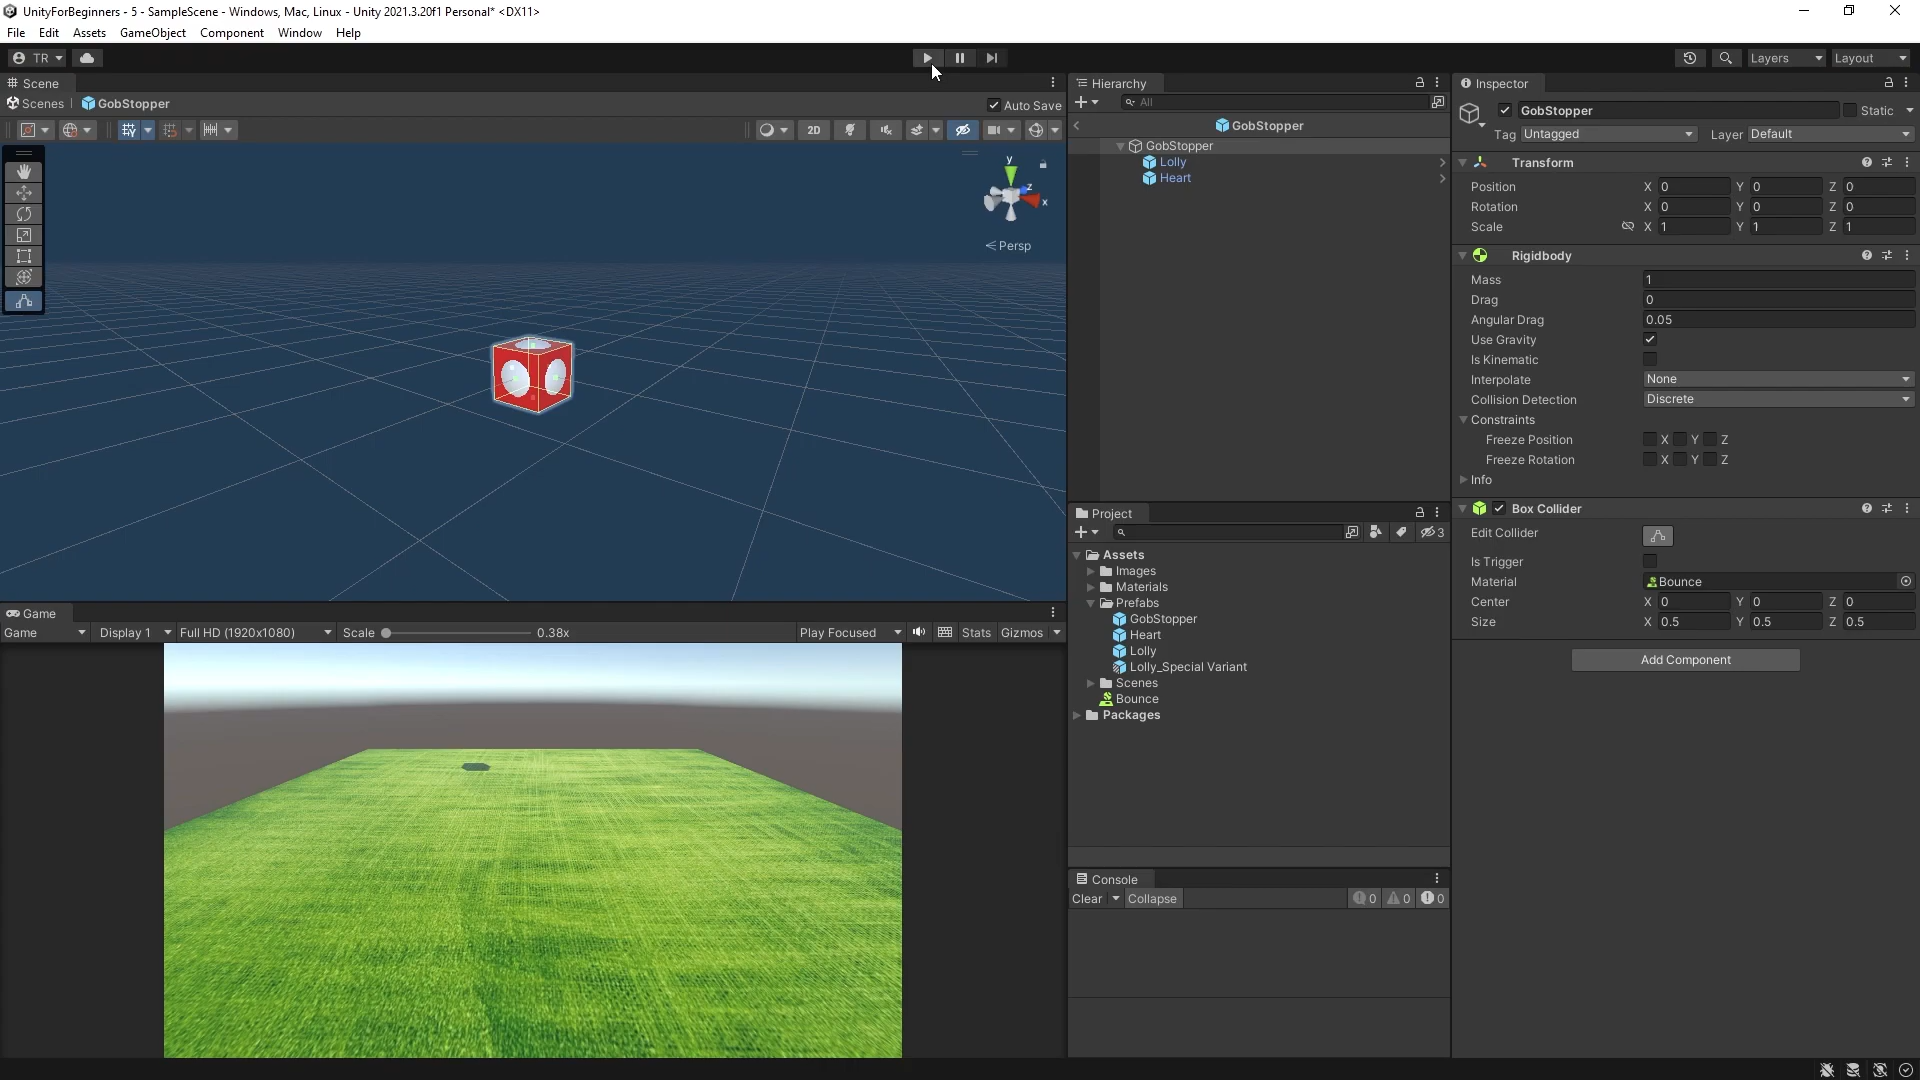 UnityForBeginners - 5 - SampleScene - Windows, Mac, Linux - Unity 2021.3.20f1 Personal* <DX11>
File Edit Assets GameObject Component Window Help
TR Layers Layout
Scene
Scenes | GobStopper Auto Save
2D
y
z
x
Persp
Game
Game Display 1 Full HD (1920x1080) Scale 0.38x Play Focused Stats Gizmos
Hierarchy
All
GobStopper
GobStopper
Lolly
Heart
Project
3
Assets
Images
Materials
Prefabs
GobStopper
Heart
Lolly
Lolly_Special Variant
Scenes
Bounce
Packages
Console
Clear Collapse 0 0 0
Inspector
GobStopper Static
Tag Untagged Layer Default
Transform
Position X 0 Y 0 Z 0
Rotation X 0 Y 0 Z 0
Scale X 1 Y 1 Z 1
Rigidbody
Mass 1
Drag 0
Angular Drag 0.05
Use Gravity
Is Kinematic
Interpolate None
Collision Detection Discrete
Constraints
Freeze Position X Y Z
Freeze Rotation X Y Z
Info
Box Collider
Edit Collider
Is Trigger
Material Bounce
Center X 0 Y 0 Z 0
Size X 0.5 Y 0.5 Z 0.5
Add Component